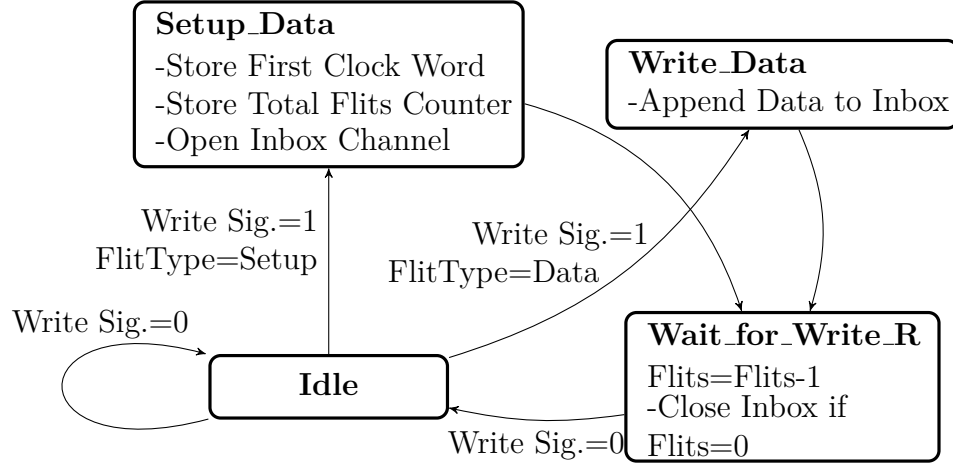 Setup_Data
-Store First Clock Word
-Store Total Flits Counter
-Open Inbox Channel
Write_Data
-Append Data to Inbox
Write Sig.=1
FlitType=Setup
Write Sig.=1
FlitType=Data
Write Sig.=0
Idle
Wait_for_Write_R
Flits=Flits-1
-Close Inbox if
Flits=0
Write Sig.=0